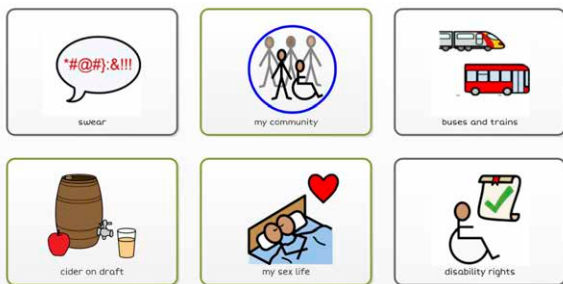 *#@#}:&!!!
swear
my community
buses and trains
cider on draft
my sex life
disability rights